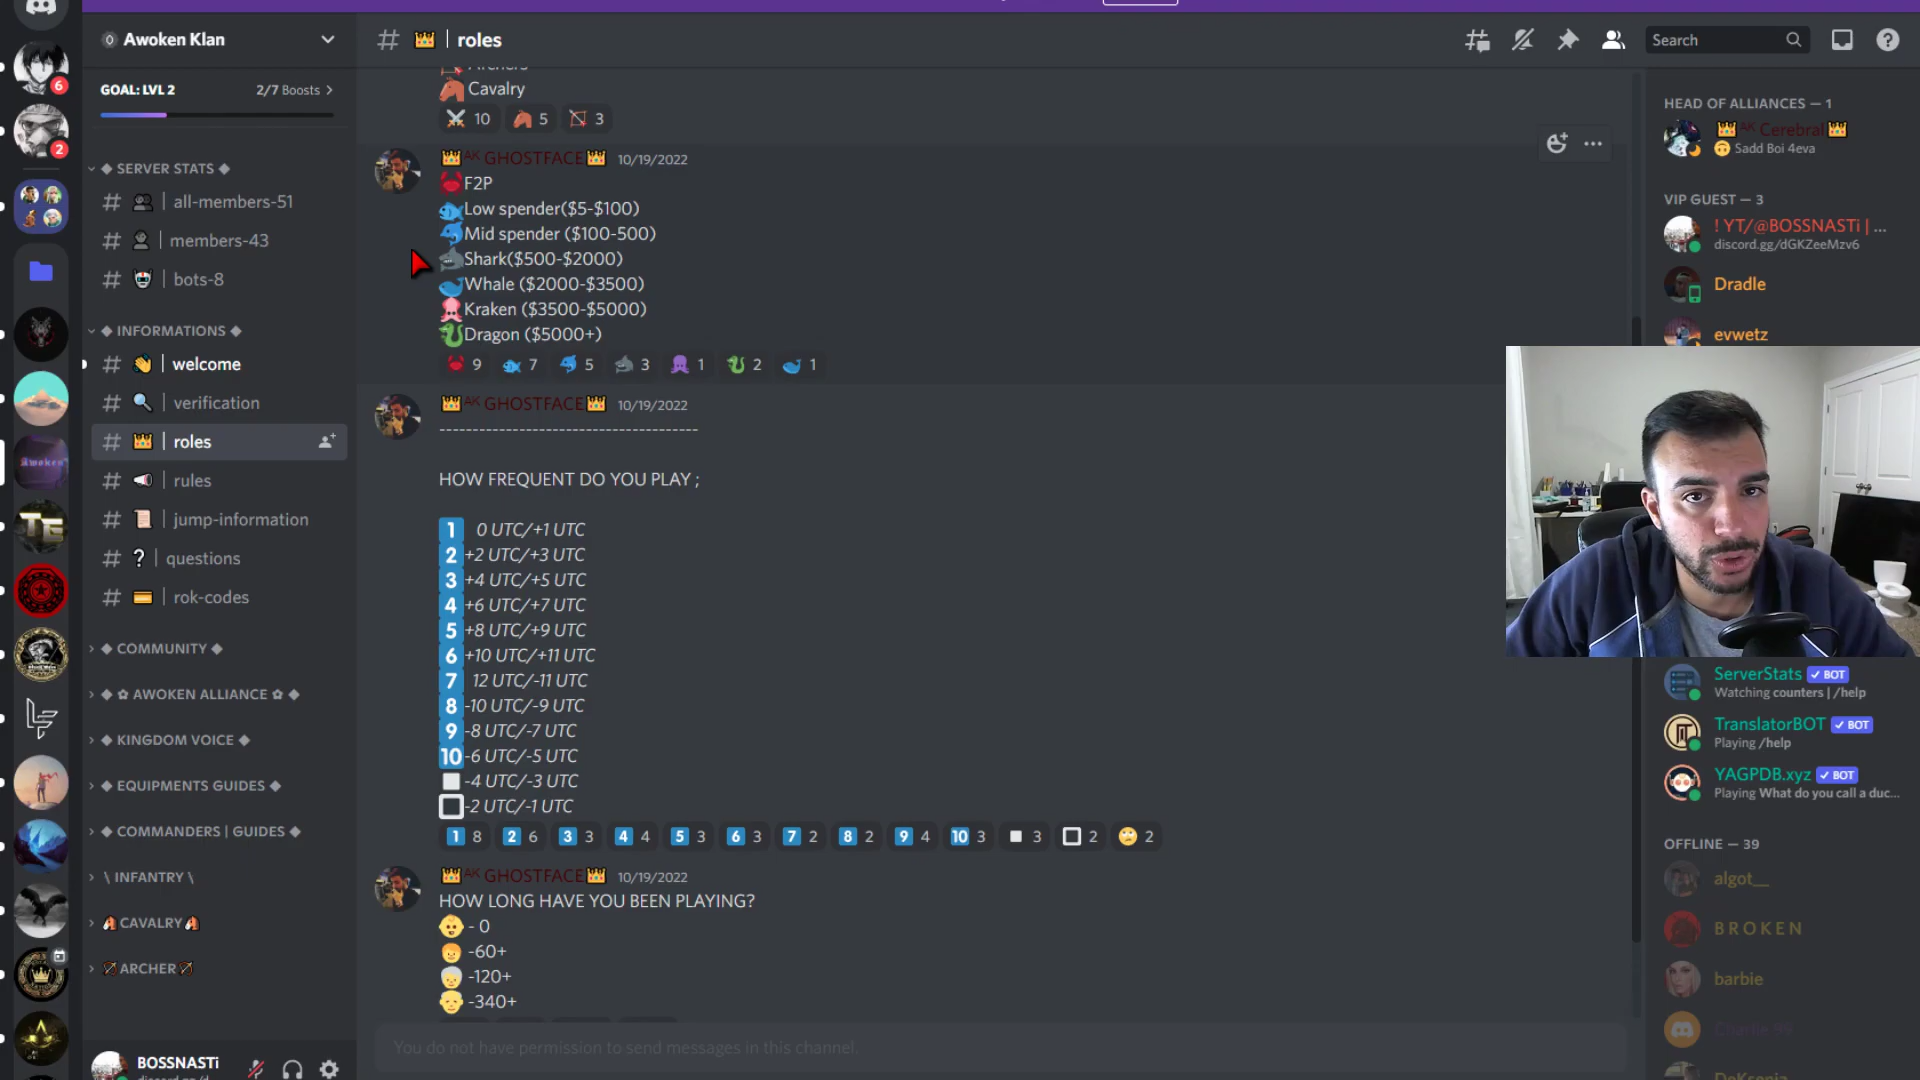 Awoken Klan
GOAL: LVL 2
2/7 Boosts
SERVER STATS
all-members-51
members-43
bots-8
INFORMATIONS
welcome
verification
roles
rules
jump-information
questions
rok-codes
COMMUNITY
AWOKEN ALLIANCE
KINGDOM VOICE
EQUIPMENTS GUIDES
COMMANDERS | GUIDES
\ INFANTRY \
CAVALRY
ARCHER
BOSSNASTi
6
2
Awoken
TE
# | roles
Search
Archers
Cavalry
10 5 3
AK GHOSTFACE 10/19/2022
F2P
Low spender($5-$100)
Mid spender ($100-500)
Shark($500-$2000)
Whale ($2000-$3500)
Kraken ($3500-$5000)
Dragon ($5000+)
9 7 5 3 1 2 1
AK GHOSTFACE 10/19/2022
---------------------------------------
HOW FREQUENT DO YOU PLAY ;
1 0 UTC/+1 UTC
2 +2 UTC/+3 UTC
3 +4 UTC/+5 UTC
4 +6 UTC/+7 UTC
5 +8 UTC/+9 UTC
6 +10 UTC/+11 UTC
7 12 UTC/-11 UTC
8 -10 UTC/-9 UTC
9 -8 UTC/-7 UTC
10 -6 UTC/-5 UTC
-4 UTC/-3 UTC
-2 UTC/-1 UTC
1 8 2 6 3 3 4 4 5 3 6 3 7 2 8 2 9 4 10 3 3 2 2
AK GHOSTFACE 10/19/2022
HOW LONG HAVE YOU BEEN PLAYING?
- 0
-60+
-120+
-340+
You do not have permission to send messages in this channel.
HEAD OF ALLIANCES — 1
AK Cerebral
Sadd Boi 4eva
VIP GUEST — 3
! YT/@BOSSNASTi | ...
discord.gg/dGKZeeMzv6
Dradle
evwetz
ServerStats BOT
Watching counters | /help
TranslatorBOT BOT
Playing /help
YAGPDB.xyz BOT
Playing What do you call a duc...
OFFLINE — 39
algot__
B R O K E N
barbie